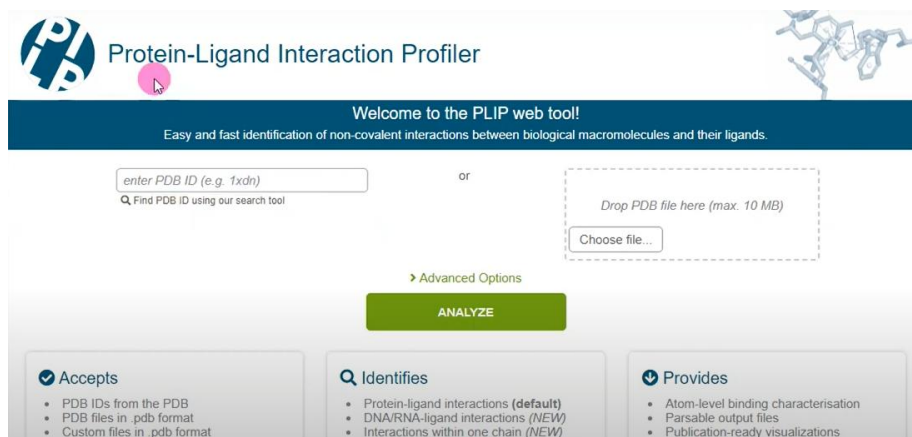 PLIP
Protein-Ligand Interaction Profiler
Welcome to the PLIP web tool!
Easy and fast identification of non-covalent interactions between biological macromolecules and their ligands.
enter PDB ID (e.g. 1xdn)
Find PDB ID using our search tool
or
Drop PDB file here (max. 10 MB)
Choose file...
Advanced Options
ANALYZE
Accepts
PDB IDs from the PDB
PDB files in .pdb format
Custom files in .pdb format
Identifies
Protein-ligand interactions (default)
DNA/RNA-ligand interactions (NEW)
Interactions within one chain (NEW)
Provides
Atom-level binding characterisation
Parsable output files
Publication-ready visualizations